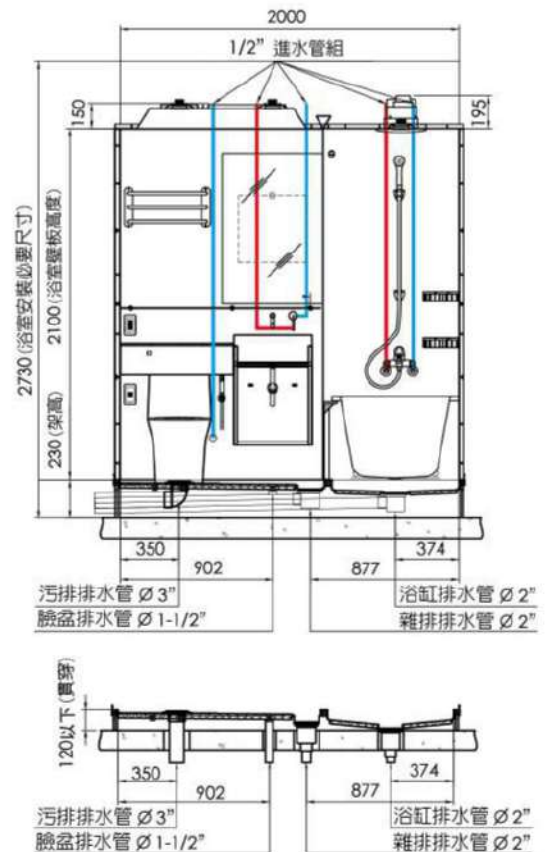 2000
1/2” 進水管組
150
195
2730 (浴室安裝必要尺寸)
2100 (浴室壁板高度)
230 (架高)
350
374
902
877
污排排水管 Ø 3”
浴缸排水管 Ø 2”
臉盆排水管 Ø 1-1/2”
雜排排水管 Ø 2”
120以下 (貫穿)
350
374
902
877
污排排水管 Ø 3”
浴缸排水管 Ø 2”
臉盆排水管 Ø 1-1/2”
雜排排水管 Ø 2”